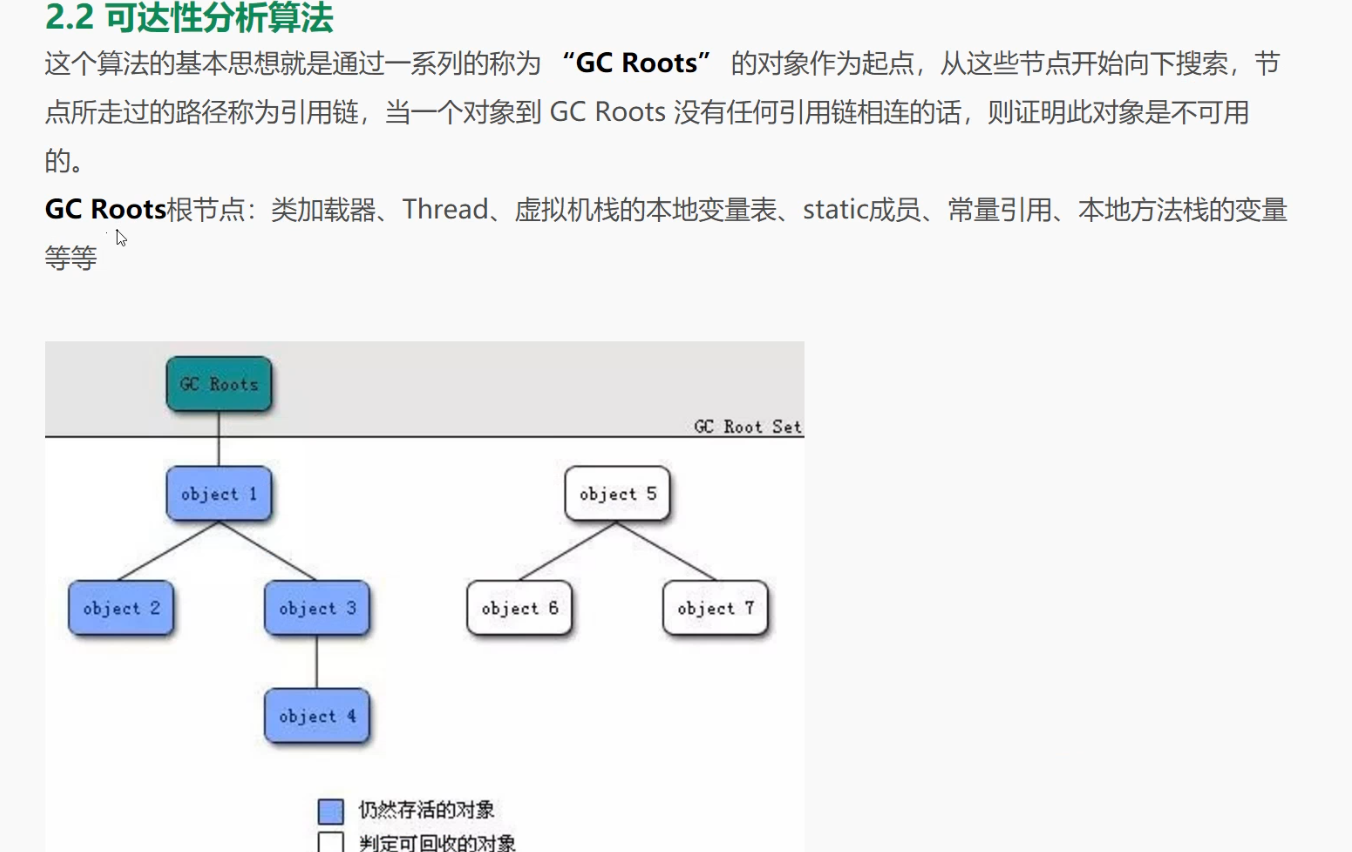 2.2 可达性分析算法
这个算法的基本思想就是通过一系列的称为 “GC Roots” 的对象作为起点，从这些节点开始向下搜索，节
点所走过的路径称为引用链，当一个对象到 GC Roots 没有任何引用链相连的话，则证明此对象是不可用
的。
GC Roots根节点：类加载器、Thread、虚拟机栈的本地变量表、static成员、常量引用、本地方法栈的变量
等等
GC Roots
GC Root Set
object 1
object 5
object 2
object 3
object 6
object 7
object 4
仍然存活的对象
判定可回收的对象